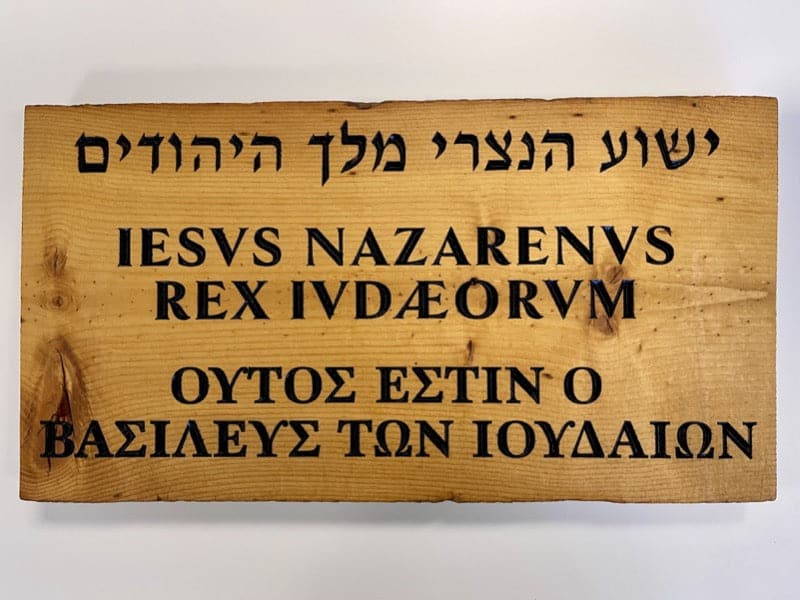 ישוע הנצרי מלך היהודים
IESVS NAZARENVS
REX IVDÆORVM
ΟΥΤΟΣ ΕΣΤΙΝ Ο
ΒΑΣΙΛΕΥΣ ΤΩΝ ΙΟΥΔΑΙΩΝ